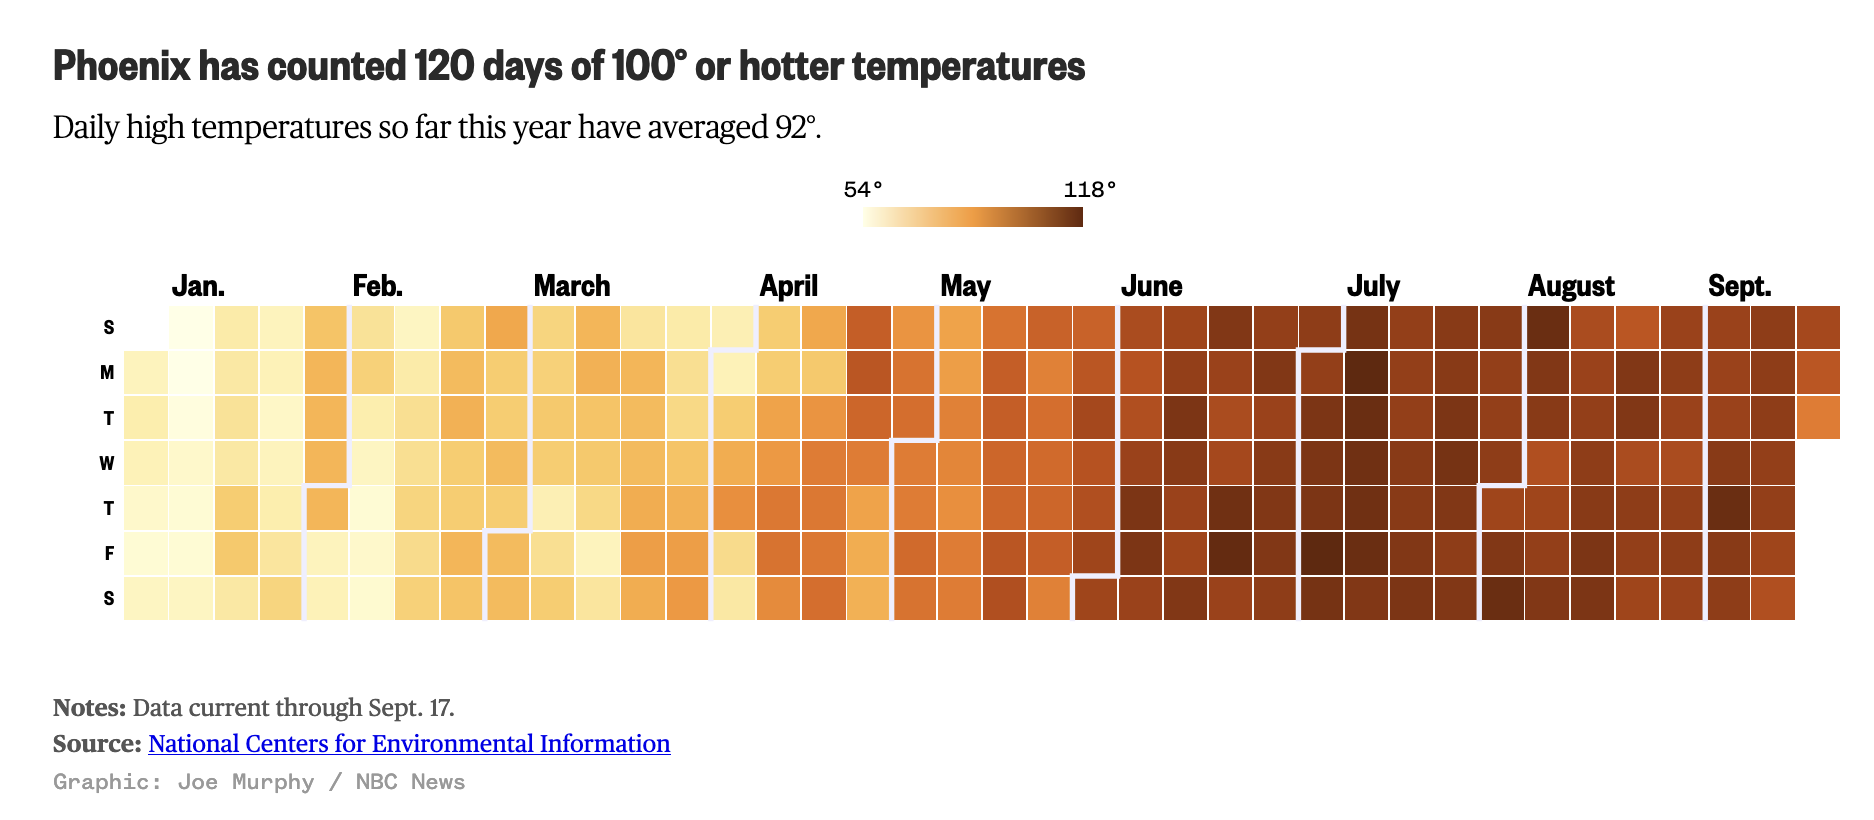 Phoenix has counted 120 days of 100° or hotter temperatures
Daily high temperatures so far this year have averaged 92°.
54° 118°
Jan. Feb. March April May June July August Sept.
S
M
T
W
T
F
S
Notes: Data current through Sept. 17.
Source: National Centers for Environmental Information
Graphic: Joe Murphy / NBC News